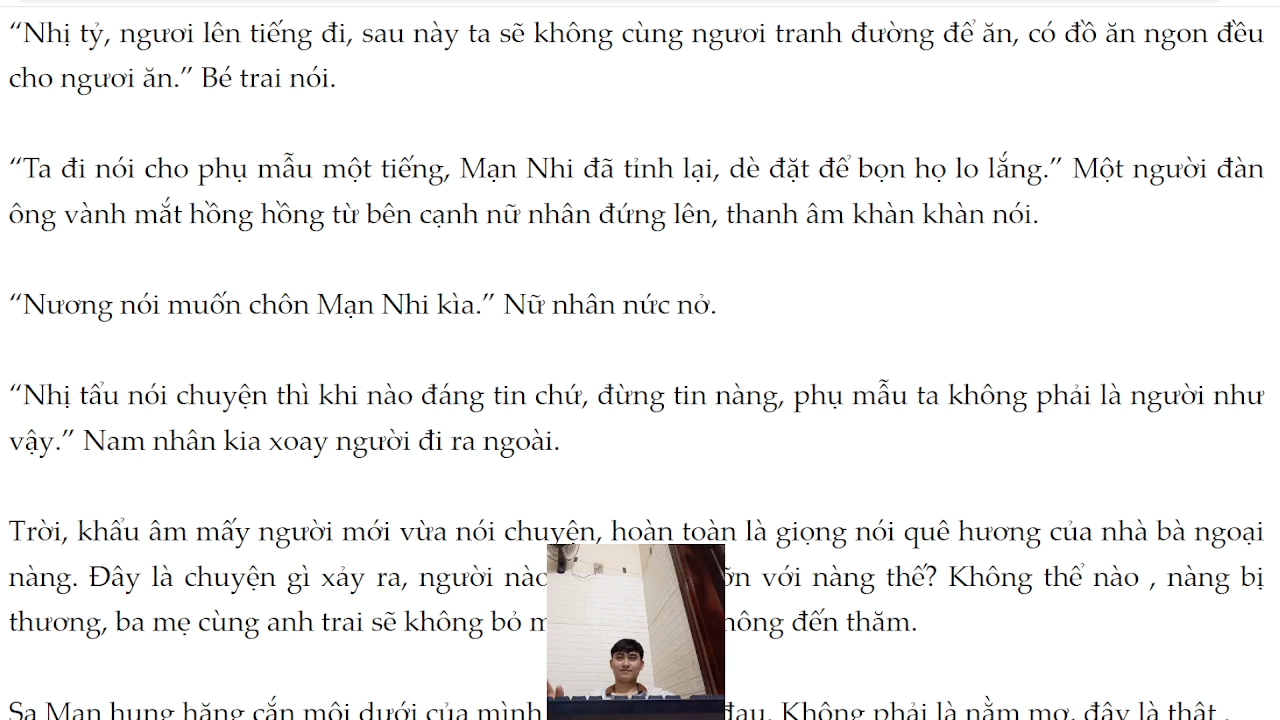 “Nhị tỷ, ngươi lên tiếng đi, sau này ta sẽ không cùng ngươi tranh đường để ăn, có đồ ăn ngon đều
cho ngươi ăn.” Bé trai nói.
“Ta đi nói cho phụ mẫu một tiếng, Mạn Nhi đã tỉnh lại, dè đặt để bọn họ lo lắng.” Một người đàn
ông vành mắt hồng hồng từ bên cạnh nữ nhân đứng lên, thanh âm khàn khàn nói.
“Nương nói muốn chôn Mạn Nhi kìa.” Nữ nhân nức nở.
“Nhị tẩu nói chuyện thì khi nào đáng tin chứ, đừng tin nàng, phụ mẫu ta không phải là người như
vậy.” Nam nhân kia xoay người đi ra ngoài.
Trời, khẩu âm mấy người mới vừa nói chuyện, hoàn toàn là giọng nói quê hương của nhà bà ngoại
nàng. Đây là chuyện gì xảy ra, người nào với nàng thế? Không thể nào , nàng bị
thương, ba mẹ cùng anh trai sẽ không bỏ đến thăm.
Sa Mạn hung hăng cắn môi dưới của mình đau. Không phải là nằm mơ, đây là thật .